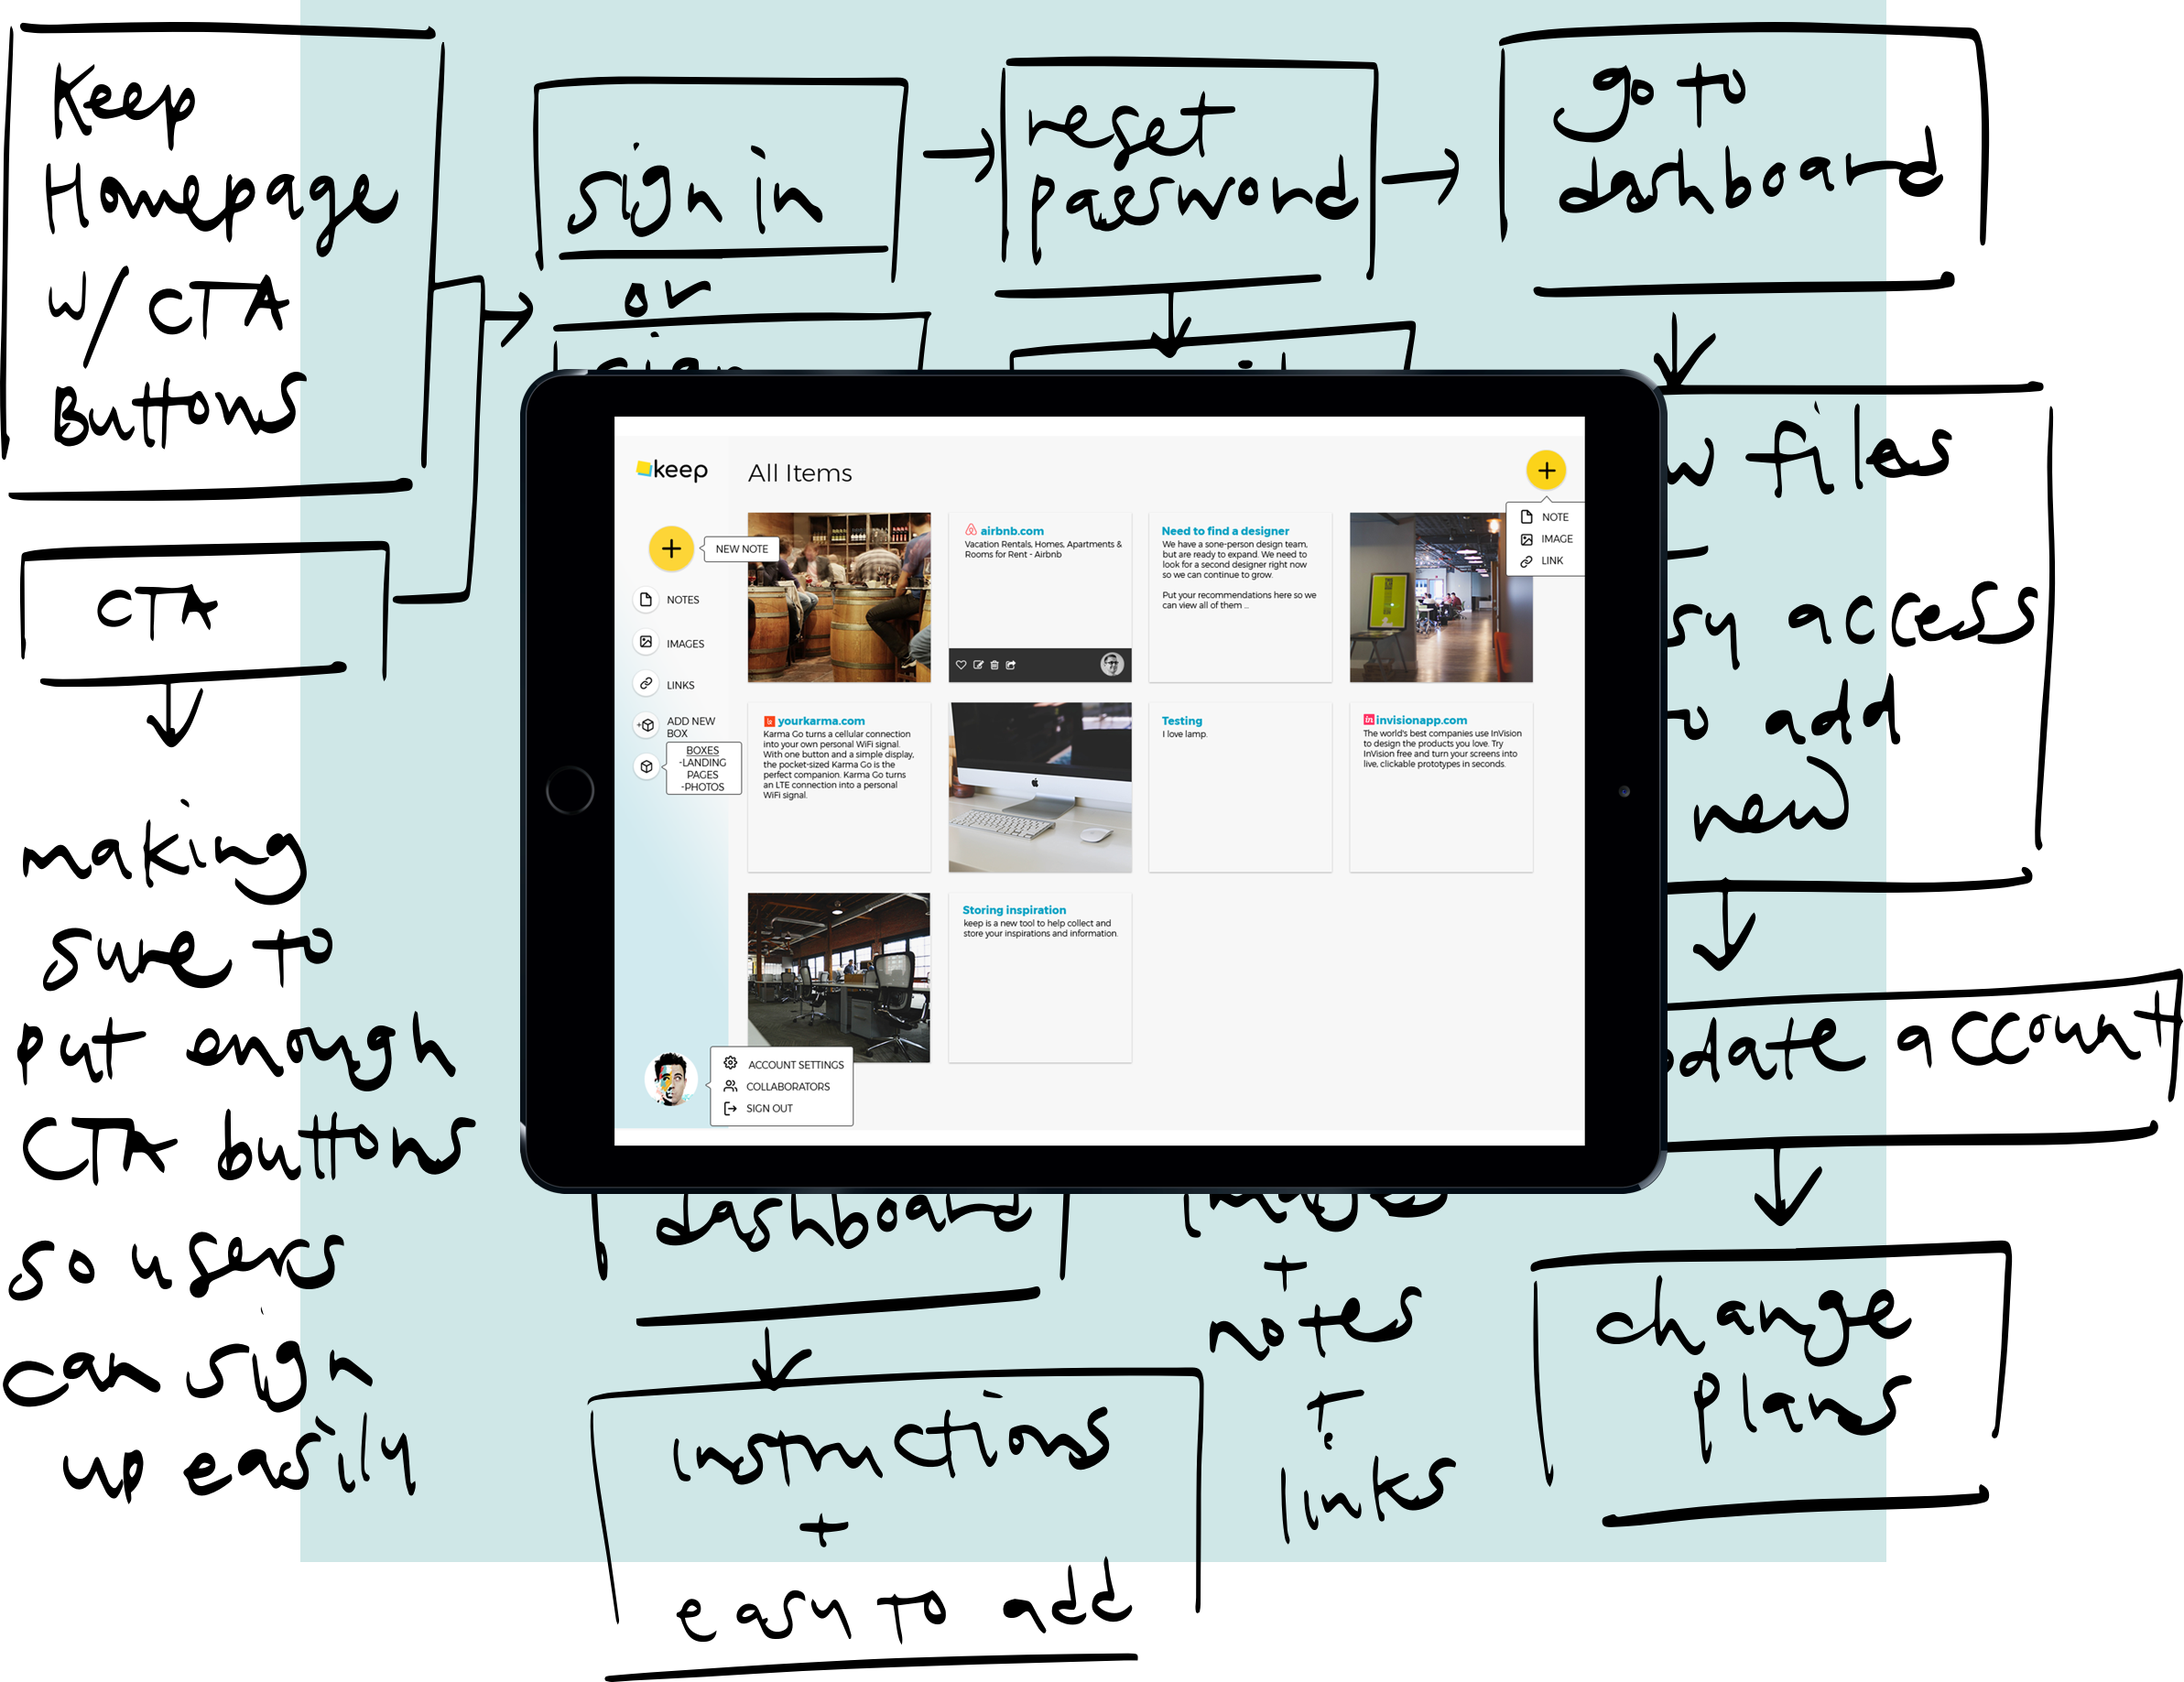 Keep
Homepage
w/ CTA
Buttons
sign in
or
sign
reset
password
go to
dashboard
CTA
making
sure to
put enough
CTA buttons
so users
can sign
up easily
files
access
add
new
account
change
plans
dashboard
+
notes
+
links
instructions
+
easy to add
keep
All Items
NEW NOTE
NOTES
IMAGES
LINKS
ADD NEW
BOX
BOXES
-LANDING
PAGES
-PHOTOS
ACCOUNT SETTINGS
COLLABORATORS
SIGN OUT
NOTE
IMAGE
LINK
airbnb.com
Vacation Rentals, Homes, Apartments &
Rooms for Rent - Airbnb
Need to find a designer
We have a sone-person design team,
but are ready to expand. We need to
look for a second designer right now
so we can continue to grow.
Put your recommendations here so we
can view all of them ...
yourkarma.com
Karma Go turns a cellular connection
into your own personal WiFi signal.
With one button and a simple display,
the pocket-sized Karma Go is the
perfect companion. Karma Go turns
an LTE connection into a personal
WiFi signal.
Testing
I love lamp.
in invisionapp.com
The world's best companies use InVision
to design the products you love. Try
InVision free and turn your screens into
live, clickable prototypes in seconds.
Storing inspiration
keep is a new tool to help collect and
store your inspirations and information.